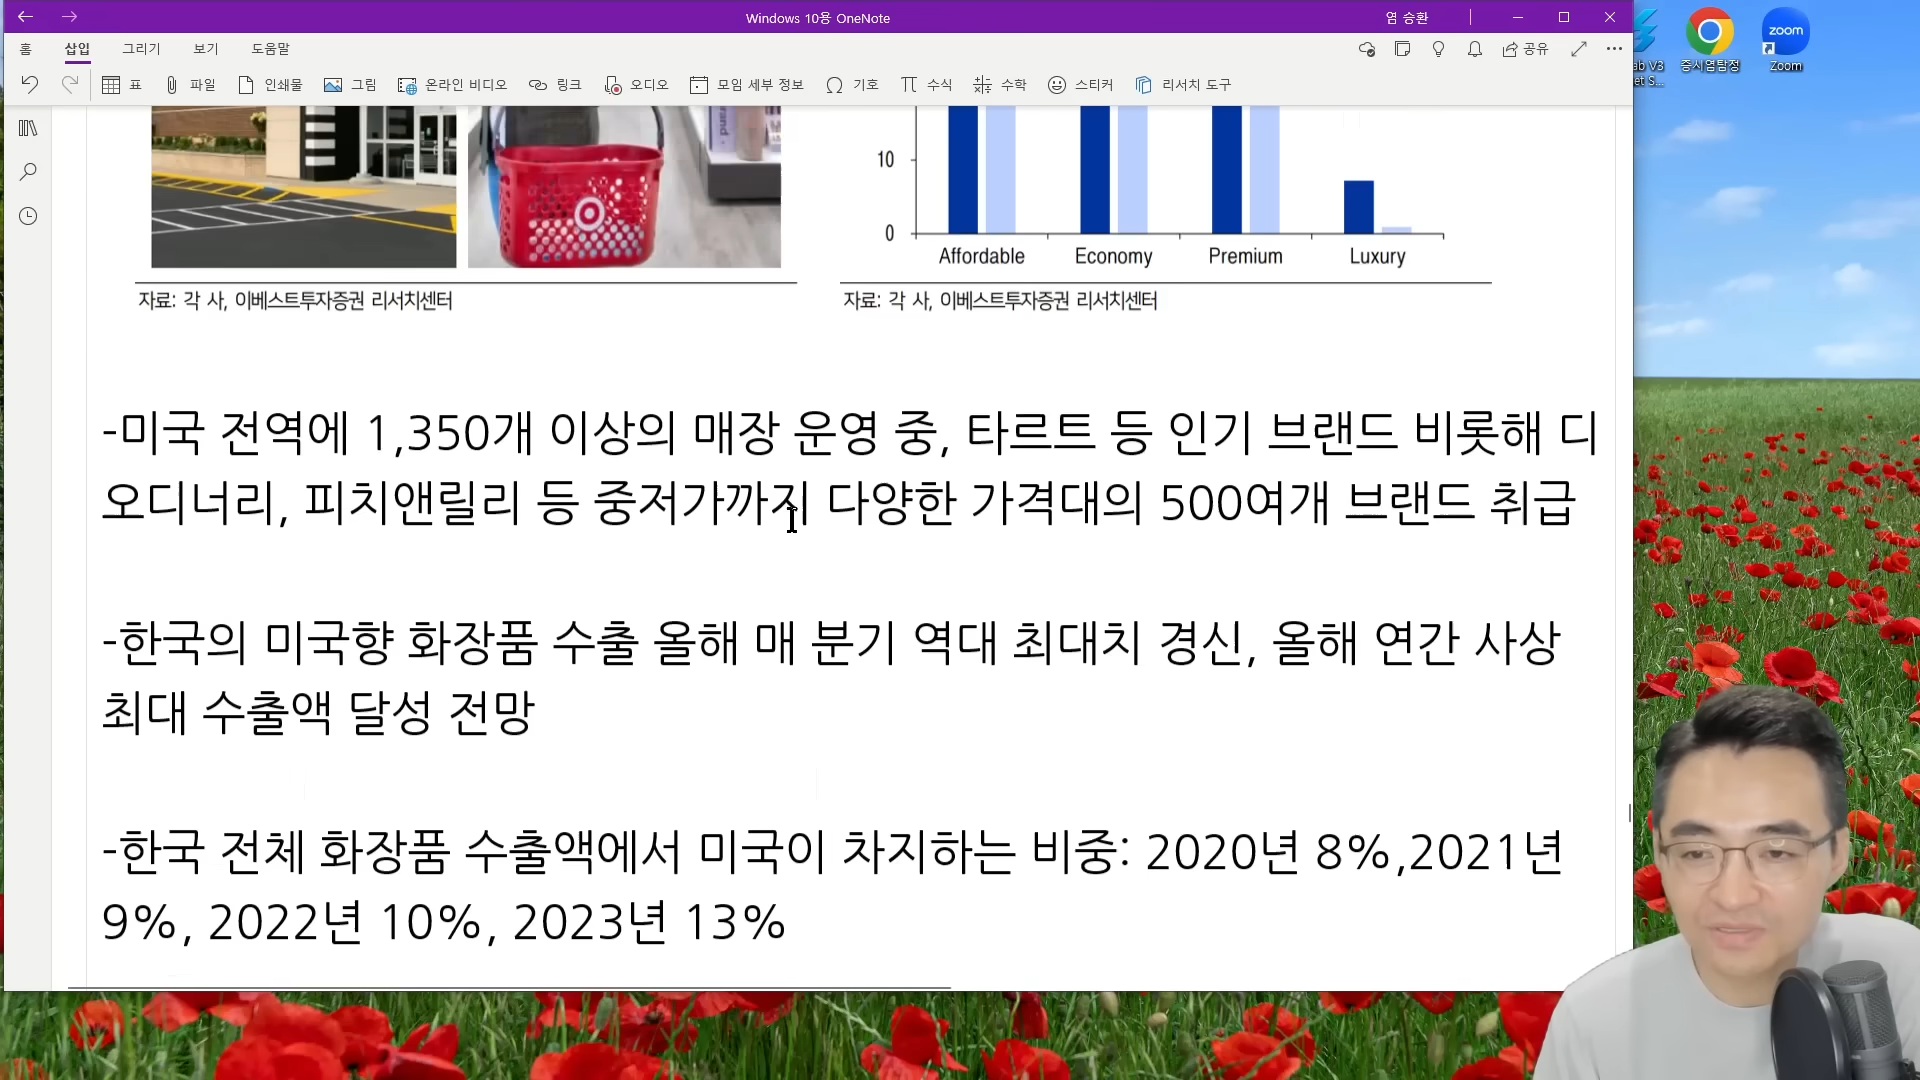 Windows 10용 OneNote
염 승환
홈 삽입 그리기 보기 도움말
공유
표 파일 인쇄물 그림 온라인 비디오 링크 오디오 모임 세부 정보 기호 수식 수학 스티커 리서치 도구
zoom
ab V3
et S...
증시염탐정
Zoom
10
0
Affordable Economy Premium Luxury
자료: 각 사, 이베스트투자증권 리서치센터
자료: 각 사, 이베스트투자증권 리서치센터
-미국 전역에 1,350개 이상의 매장 운영 중, 타르트 등 인기 브랜드 비롯해 디
오디너리, 피치앤릴리 등 중저가까지 다양한 가격대의 500여개 브랜드 취급
-한국의 미국향 화장품 수출 올해 매 분기 역대 최대치 경신, 올해 연간 사상
최대 수출액 달성 전망
-한국 전체 화장품 수출액에서 미국이 차지하는 비중: 2020년 8%,2021년
9%, 2022년 10%, 2023년 13%